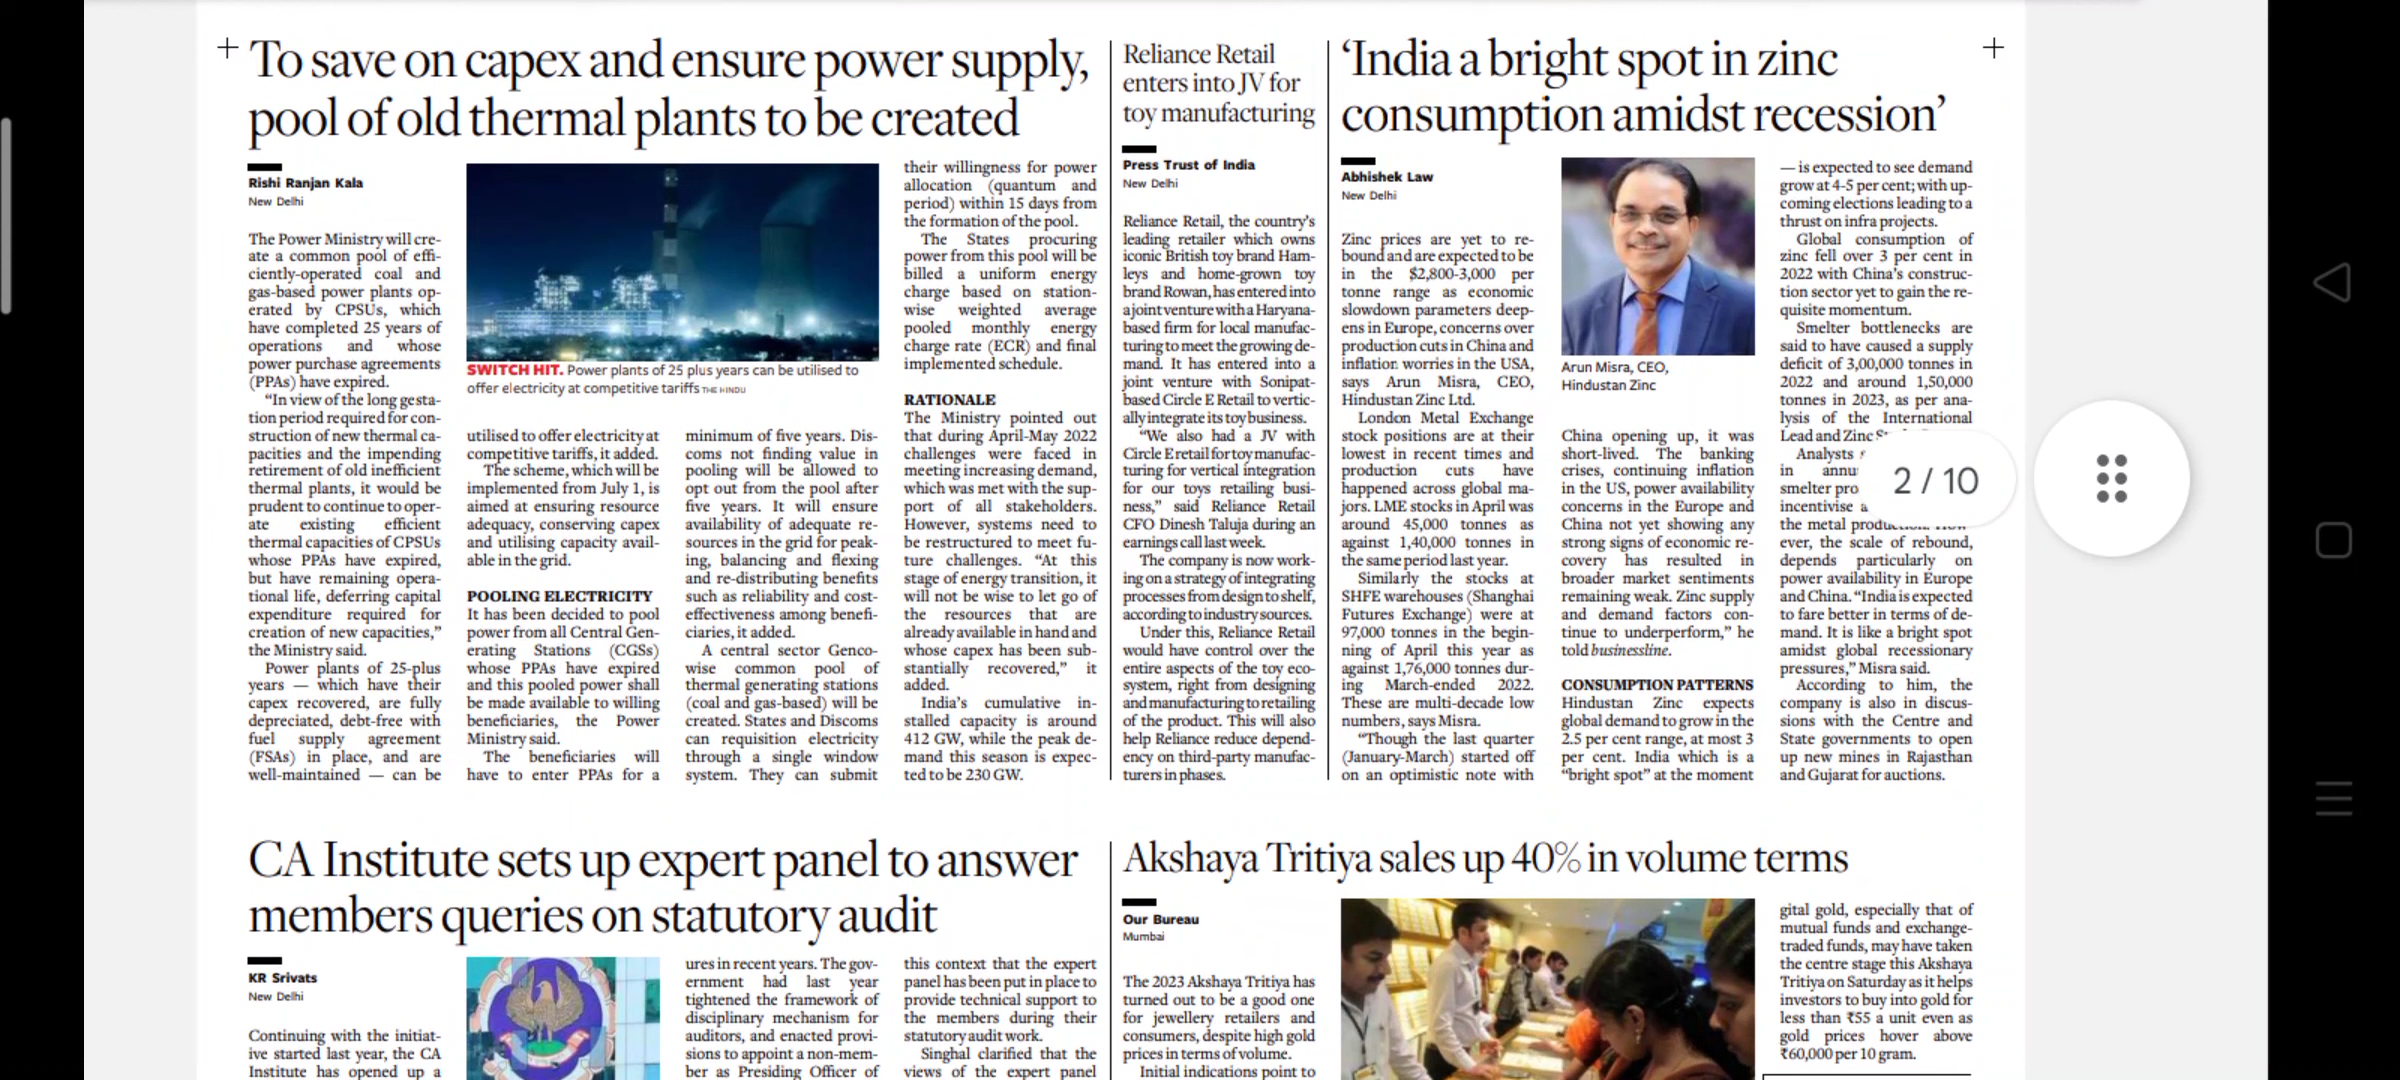 To save on capex and ensure power supply,
pool of old thermal plants to be created
Rishi Ranjan Kala
New Delhi
The Power Ministry will cre-
ate a common pool of effi-
ciently-operated coal and
gas-based power plants op-
erated by CPSUs, which
have completed 25 years of
operations and whose
power purchase agreements
(PPAs) have expired.
“In view of the long gesta-
tion period required for con-
struction of new thermal ca-
pacities and the impending
retirement of old inefficient
thermal plants, it would be
prudent to continue to oper-
ate existing efficient
thermal capacities of CPSUs
whose PPAs have expired,
but have remaining opera-
tional life, deferring capital
expenditure required for
creation of new capacities,”
the Ministry said.
Power plants of 25-plus
years — which have their
capex recovered, are fully
depreciated, debt-free with
fuel supply agreement
(FSAs) in place, and are
well-maintained — can be
SWITCH HIT. Power plants of 25 plus years can be utilised to
offer electricity at competitive tariffs THE HINDU
utilised to offer electricity at
competitive tariffs, it added.
The scheme, which will be
implemented from July 1, is
aimed at ensuring resource
adequacy, conserving capex
and utilising capacity avail-
able in the grid.
POOLING ELECTRICITY
It has been decided to pool
power from all Central Gen-
erating Stations (CGSs)
whose PPAs have expired
and this pooled power shall
be made available to willing
beneficiaries, the Power
Ministry said.
The beneficiaries will
have to enter PPAs for a
minimum of five years. Dis-
coms not finding value in
pooling will be allowed to
opt out from the pool after
five years. It will ensure
availability of adequate re-
sources in the grid for peak-
ing, balancing and flexing
and re-distributing benefits
such as reliability and cost-
effectiveness among benefi-
ciaries, it added.
A central sector Genco-
wise common pool of
thermal generating stations
(coal and gas-based) will be
created. States and Discoms
can requisition electricity
through a single window
system. They can submit
their willingness for power
allocation (quantum and
period) within 15 days from
the formation of the pool.
The States procuring
power from this pool will be
billed a uniform energy
charge based on station-
wise weighted average
pooled monthly energy
charge rate (ECR) and final
implemented schedule.
RATIONALE
The Ministry pointed out
that during April-May 2022
challenges were faced in
meeting increasing demand,
which was met with the sup-
port of all stakeholders.
However, systems need to
be restructured to meet fu-
ture challenges. “At this
stage of energy transition, it
will not be wise to let go of
the resources that are
already available in hand and
whose capex has been sub-
stantially recovered,” it
added.
India’s cumulative in-
stalled capacity is around
412 GW, while the peak de-
mand this season is expec-
ted to be 230 GW.
Reliance Retail
enters into JV for
toy manufacturing
Press Trust of India
New Delhi
Reliance Retail, the country’s
leading retailer which owns
iconic British toy brand Ham-
leys and home-grown toy
brand Rowan, has entered into
a joint venture with a Haryana-
based firm for local manufac-
turing to meet the growing de-
mand. It has entered into a
joint venture with Sonipat-
based Circle E Retail to vertic-
ally integrate its toy business.
“We also had a JV with
Circle E retail for toy manufac-
turing for vertical integration
for our toys retailing busi-
ness,” said Reliance Retail
CFO Dinesh Taluja during an
earnings call last week.
The company is now work-
ing on a strategy of integrating
processes from design to shelf,
according to industry sources.
Under this, Reliance Retail
would have control over the
entire aspects of the toy eco-
system, right from designing
and manufacturing to retailing
of the product. This will also
help Reliance reduce depend-
ency on third-party manufac-
turers in phases.
‘India a bright spot in zinc
consumption amidst recession’
Abhishek Law
New Delhi
Zinc prices are yet to re-
bound and are expected to be
in the $2,800-3,000 per
tonne range as economic
slowdown parameters deep-
ens in Europe, concerns over
production cuts in China and
inflation worries in the USA,
says Arun Misra, CEO,
Hindustan Zinc Ltd.
London Metal Exchange
stock positions are at their
lowest in recent times and
production cuts have
happened across global ma-
jors. LME stocks in April was
around 45,000 tonnes as
against 1,40,000 tonnes in
the same period last year.
Similarly the stocks at
SHFE warehouses (Shanghai
Futures Exchange) were at
97,000 tonnes in the begin-
ning of April this year as
against 1,76,000 tonnes dur-
ing March-ended 2022.
These are multi-decade low
numbers, says Misra.
“Though the last quarter
(January-March) started off
on an optimistic note with
Arun Misra, CEO,
Hindustan Zinc
China opening up, it was
short-lived. The banking
crises, continuing inflation
in the US, power availability
concerns in the Europe and
China not yet showing any
strong signs of economic re-
covery has resulted in
broader market sentiments
remaining weak. Zinc supply
and demand factors con-
tinue to underperform,” he
told businessline.
CONSUMPTION PATTERNS
Hindustan Zinc expects
global demand to grow in the
2.5 per cent range, at most 3
per cent. India which is a
“bright spot” at the moment
— is expected to see demand
grow at 4-5 per cent; with up-
coming elections leading to a
thrust on infra projects.
Global consumption of
zinc fell over 3 per cent in
2022 with China’s construc-
tion sector yet to gain the re-
quisite momentum.
Smelter bottlenecks are
said to have caused a supply
deficit of 3,00,000 tonnes in
2022 and around 1,50,000
tonnes in 2023, as per ana-
lysis of the International
Lead and Zinc
Analysts
in annu
smelter pro
incentivise
the metal
ever, the scale of rebound,
depends particularly on
power availability in Europe
and China. “India is expected
to fare better in terms of de-
mand. It is like a bright spot
amidst global recessionary
pressures,” Misra said.
According to him, the
company is also in discus-
sions with the Centre and
State governments to open
up new mines in Rajasthan
and Gujarat for auctions.
2 / 10
CA Institute sets up expert panel to answer
members queries on statutory audit
KR Srivats
New Delhi
Continuing with the initiat-
ive started last year, the CA
Institute has opened up a
ures in recent years. The gov-
ernment had last year
tightened the framework of
disciplinary mechanism for
auditors, and enacted provi-
sions to appoint a non-mem-
ber as Presiding Officer of
this context that the expert
panel has been put in place to
provide technical support to
the members during their
statutory audit work.
Singhal clarified that the
views of the expert panel
Akshaya Tritiya sales up 40% in volume terms
Our Bureau
Mumbai
The 2023 Akshaya Tritiya has
turned out to be a good one
for jewellery retailers and
consumers, despite high gold
prices in terms of volume.
Initial indications point to
gital gold, especially that of
mutual funds and exchange-
traded funds, may have taken
the centre stage this Akshaya
Tritiya on Saturday as it helps
investors to buy into gold for
less than ₹55 a unit even as
gold prices hover above
₹60,000 per 10 gram.